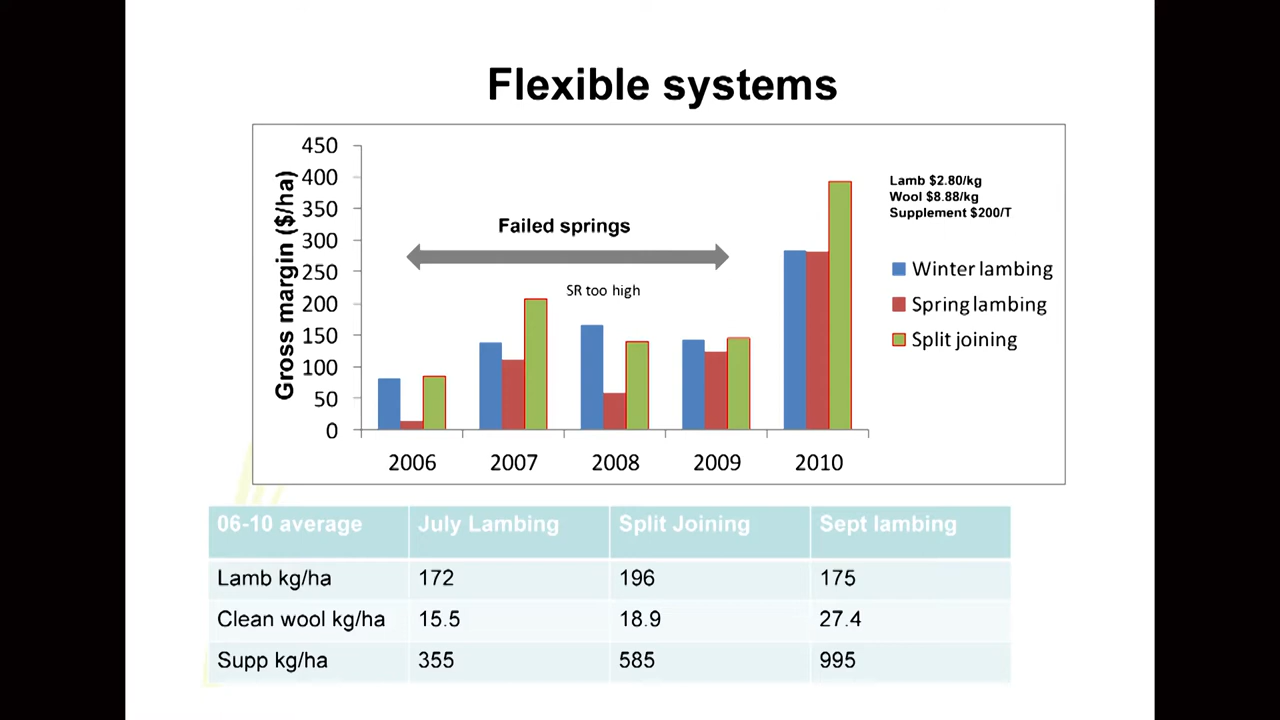 Flexible systems
450
400
350
300
250
200
150
100
50
0
Gross margin ($/ha)
Failed springs
SR too high
2006 2007 2008 2009 2010
Lamb $2.80/kg
Wool $8.88/kg
Supplement $200/T
Winter lambing
Spring lambing
Split joining
06-10 average July Lambing Split Joining Sept lambing
Lamb kg/ha 172 196 175
Clean wool kg/ha 15.5 18.9 27.4
Supp kg/ha 355 585 995